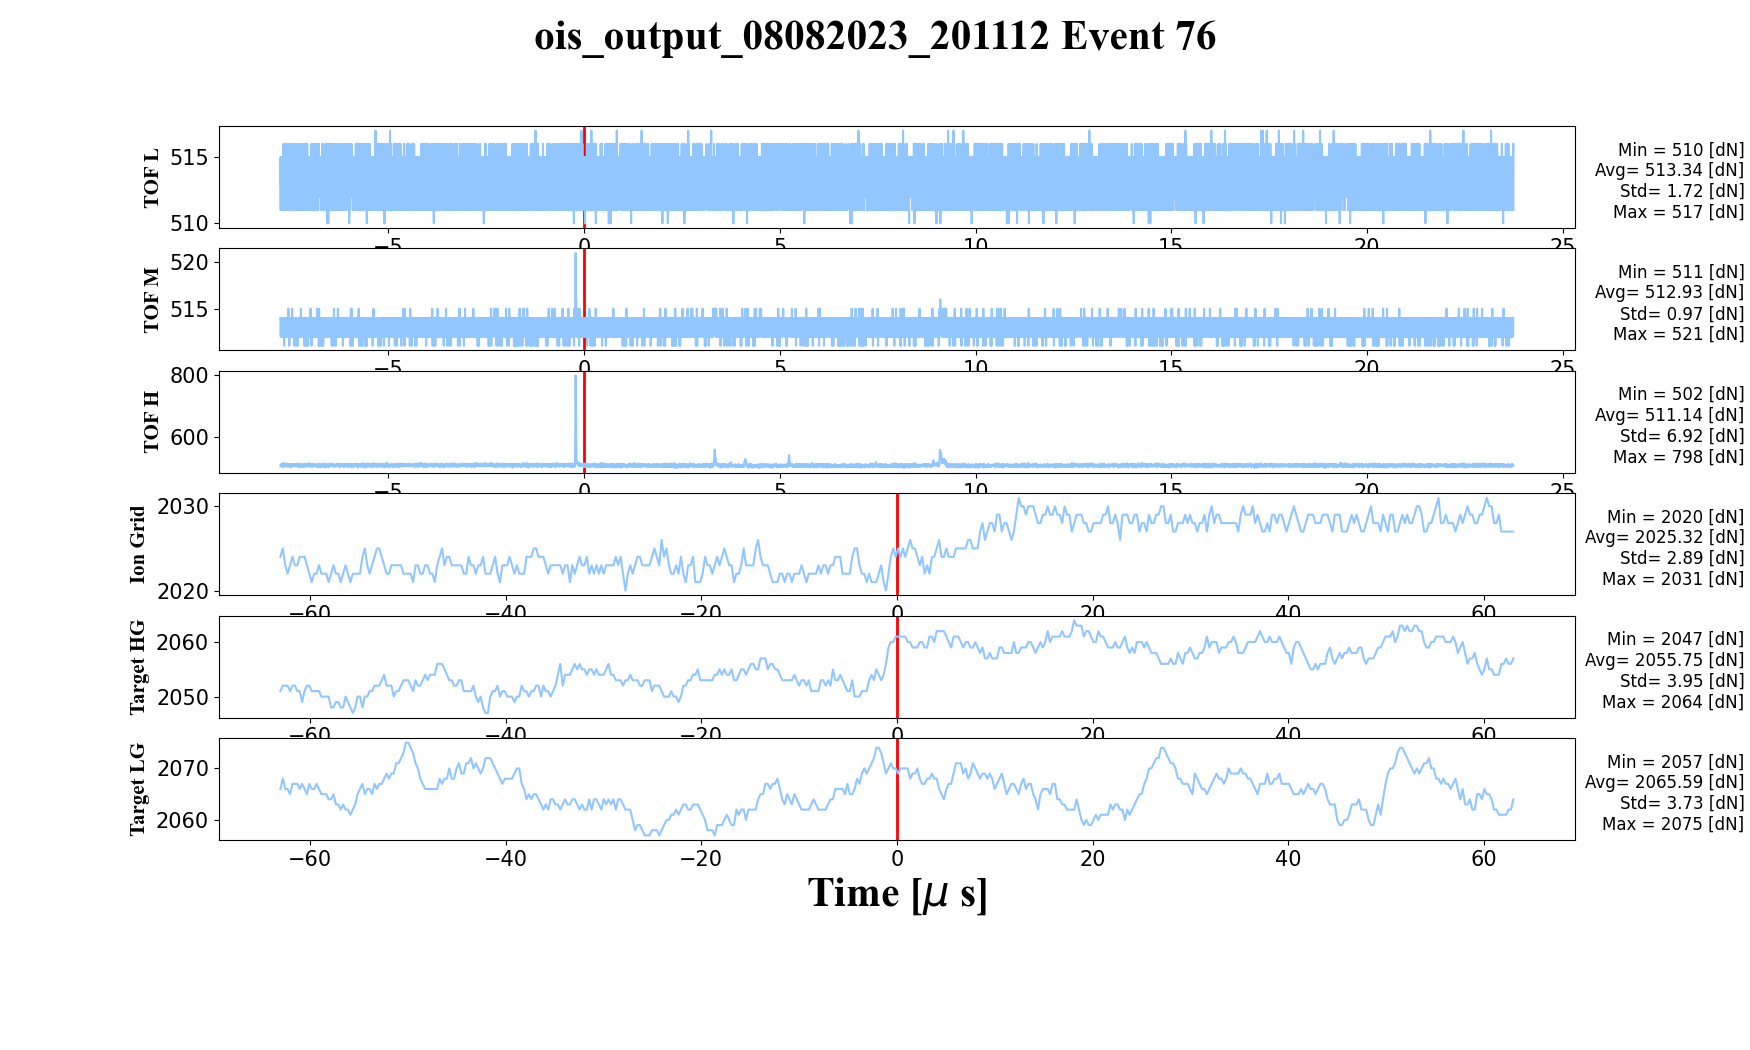 ois_output_08082023_201112 Event 76
TOF L
515
510
−5 0 5 10 15 20 25
Min = 510 [dN]
Avg= 513.34 [dN]
Std= 1.72 [dN]
Max = 517 [dN]
TOF M
520
515
−5 0 5 10 15 20 25
Min = 511 [dN]
Avg= 512.93 [dN]
Std= 0.97 [dN]
Max = 521 [dN]
TOF H
800
600
−5 0 5 10 15 20 25
Min = 502 [dN]
Avg= 511.14 [dN]
Std= 6.92 [dN]
Max = 798 [dN]
Ion Grid
2030
2020
−60 −40 −20 0 20 40 60
Min = 2020 [dN]
Avg= 2025.32 [dN]
Std= 2.89 [dN]
Max = 2031 [dN]
Target HG
2060
2050
−60 −40 −20 0 20 40 60
Min = 2047 [dN]
Avg= 2055.75 [dN]
Std= 3.95 [dN]
Max = 2064 [dN]
Target LG
2070
2060
−60 −40 −20 0 20 40 60
Min = 2057 [dN]
Avg= 2065.59 [dN]
Std= 3.73 [dN]
Max = 2075 [dN]
Time [μ s]